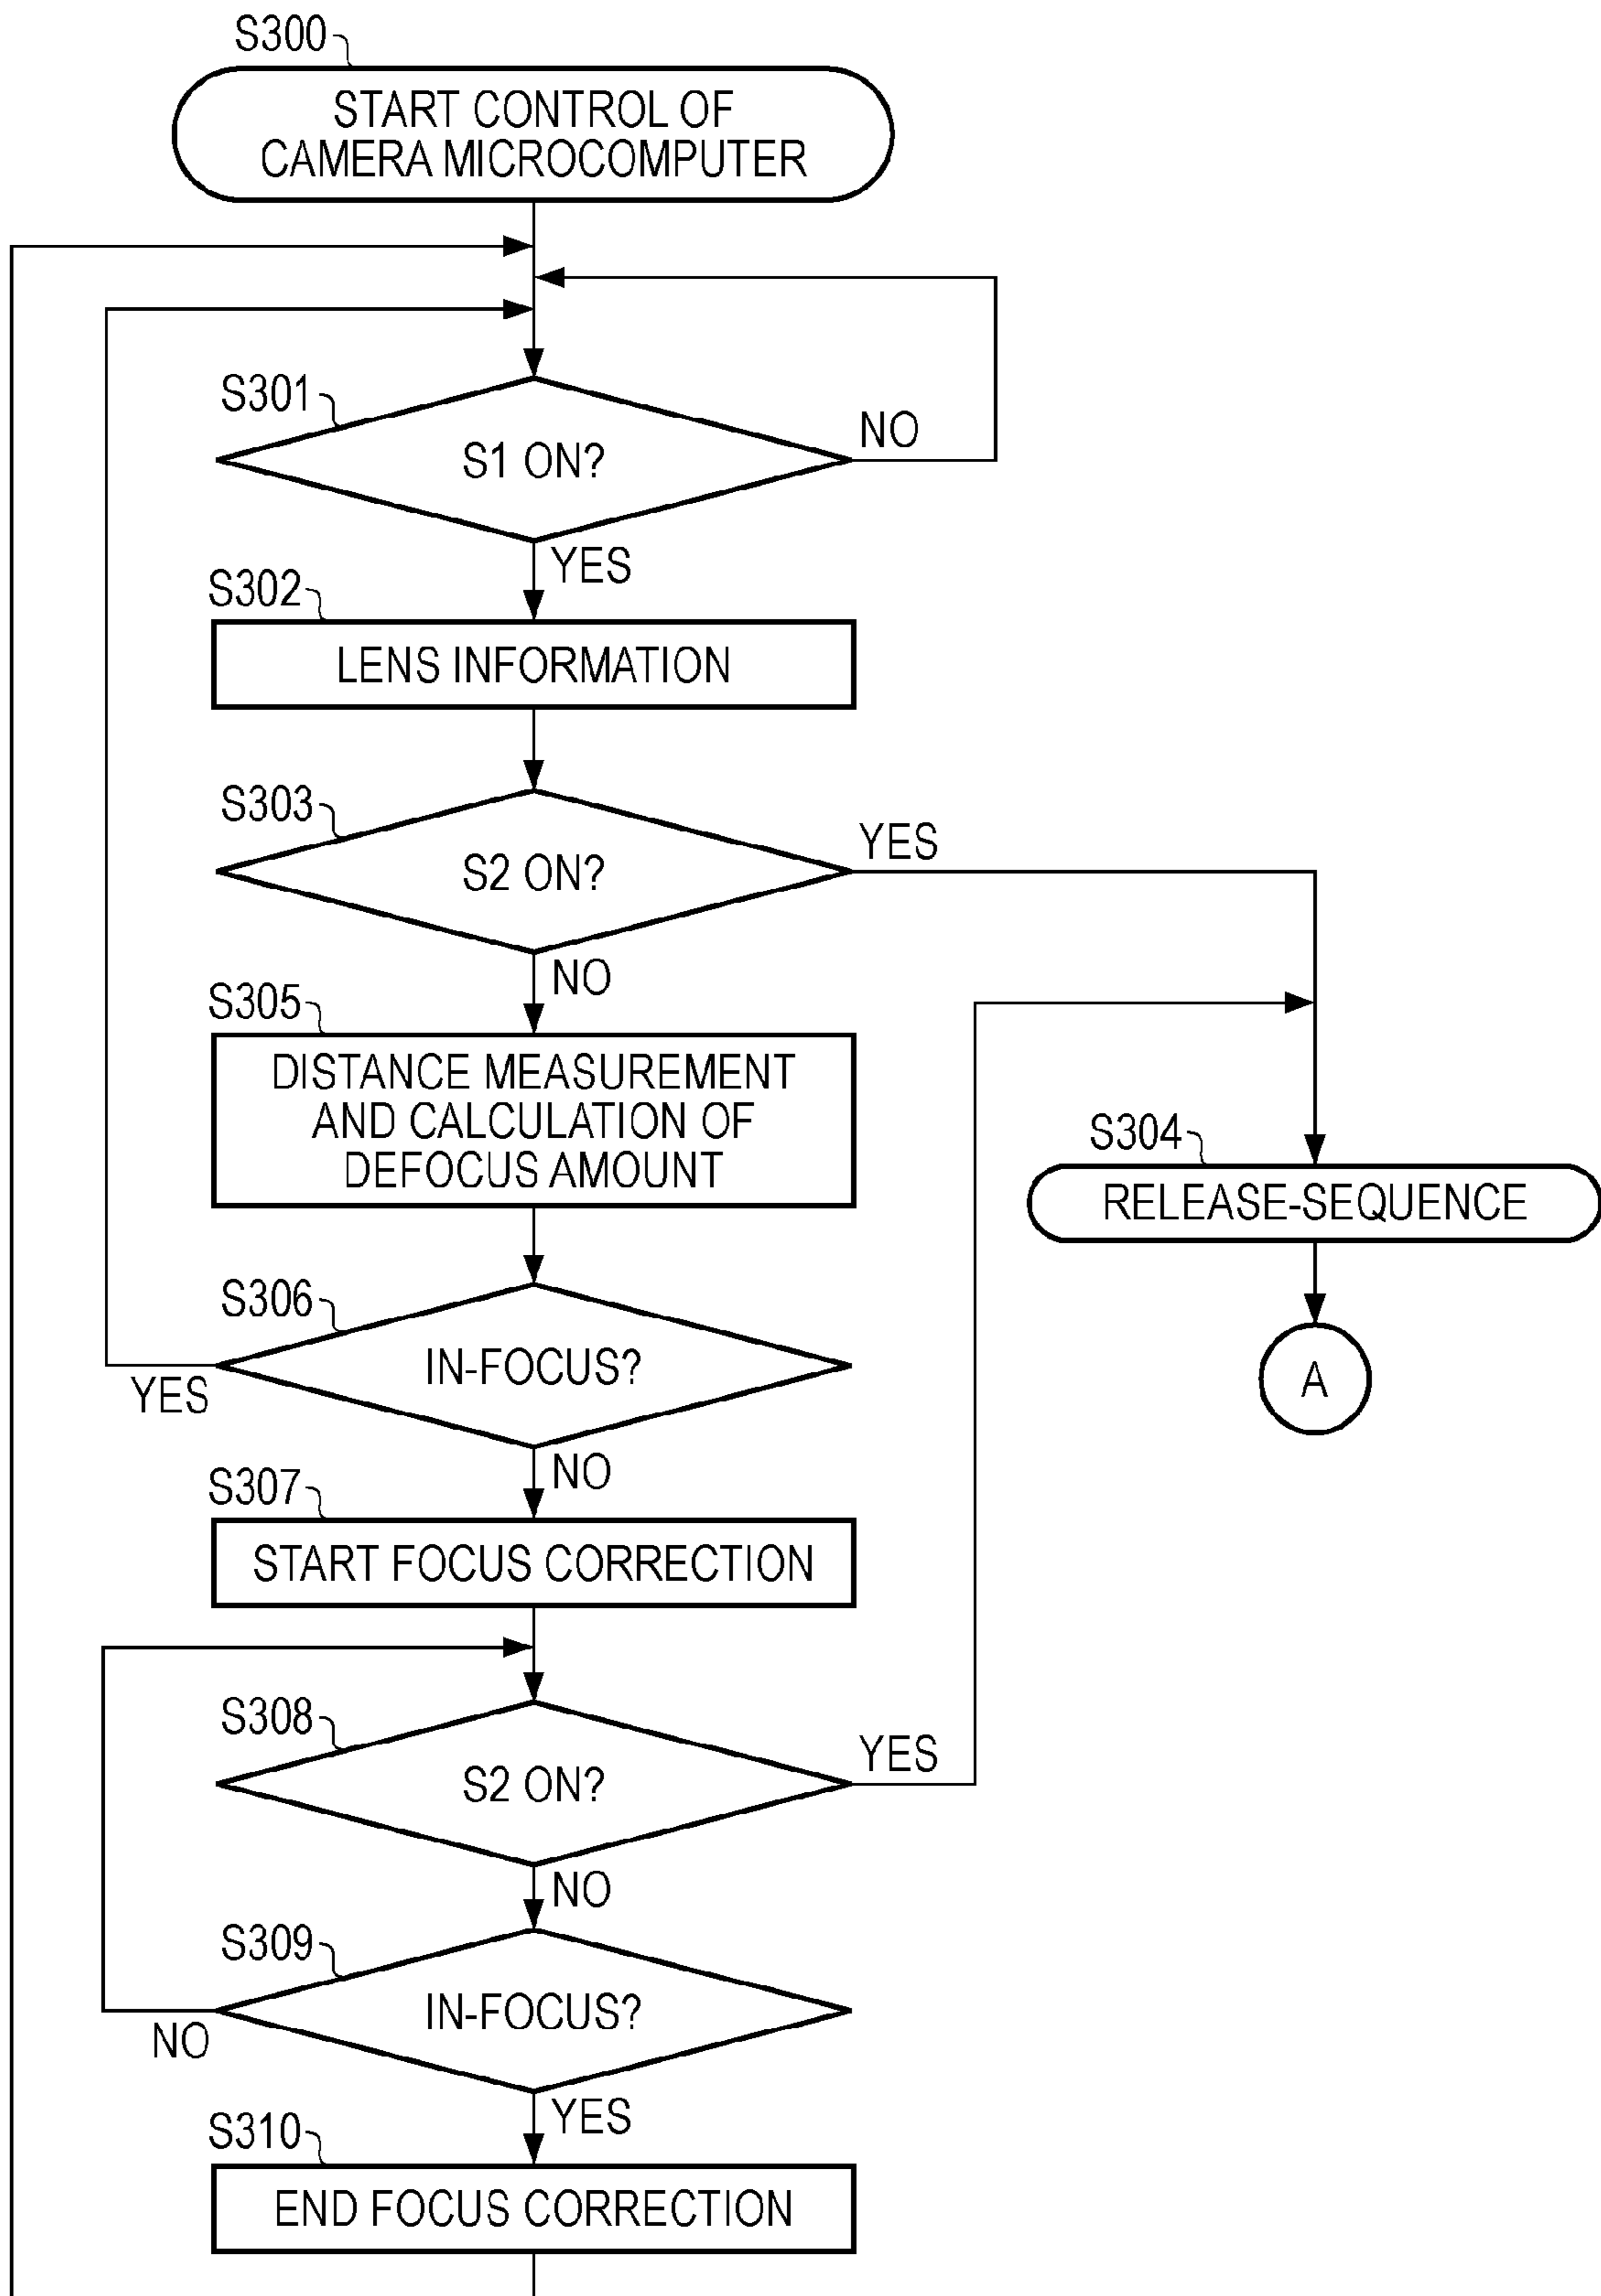 S300
START CONTROL OF
CAMERA MICROCOMPUTER
S301
S1 ON?
NO
YES
S302
LENS INFORMATION
S303
S2 ON?
YES
NO
S305
DISTANCE MEASUREMENT
AND CALCULATION OF
DEFOCUS AMOUNT
S304
RELEASE-SEQUENCE
A
S306
IN-FOCUS?
YES
NO
S307
START FOCUS CORRECTION
S308
S2 ON?
YES
NO
S309
IN-FOCUS?
NO
YES
S310
END FOCUS CORRECTION